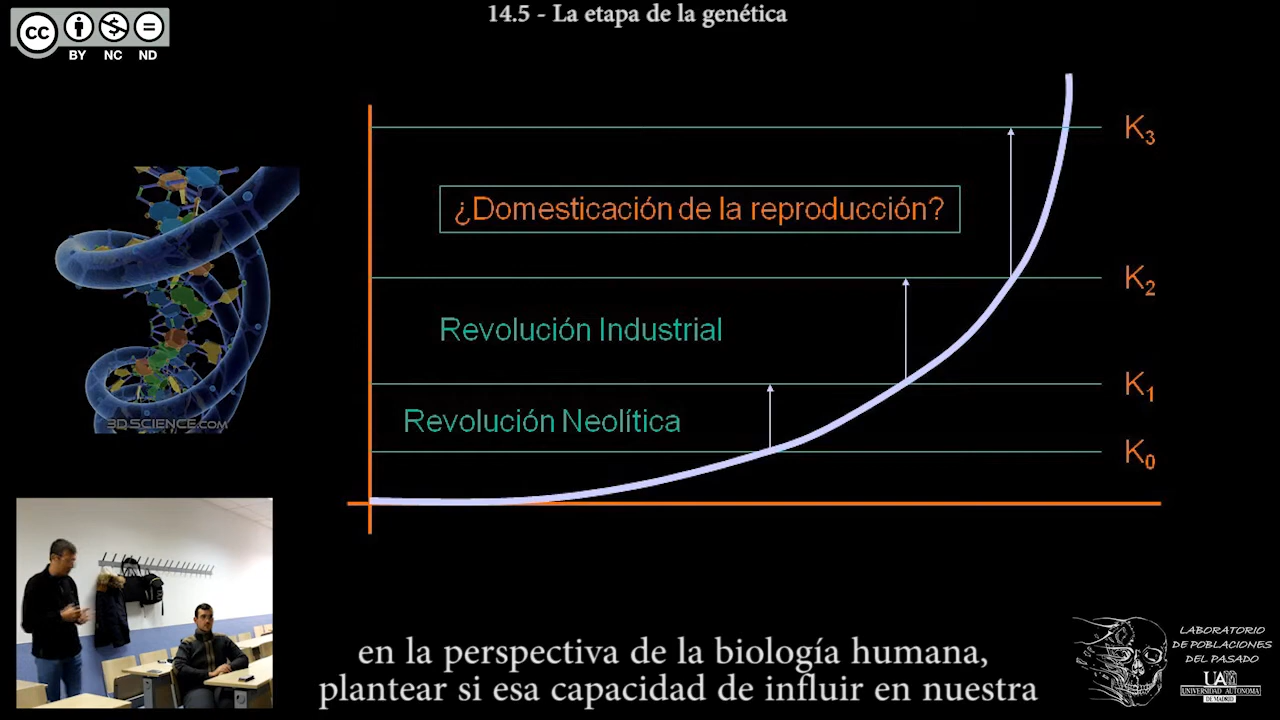 14.5 - La etapa de la genética
cc
BY NC ND
K3
¿Domesticación de la reproducción?
K2
Revolución Industrial
K1
Revolución Neolítica
K0
3DSCIENCE.COM
en la perspectiva de la biología humana,
plantear si esa capacidad de influir en nuestra
LABORATORIO
DE POBLACIONES
DEL PASADO
UAM
UNIVERSIDAD AUTONOMA
DE MADRID